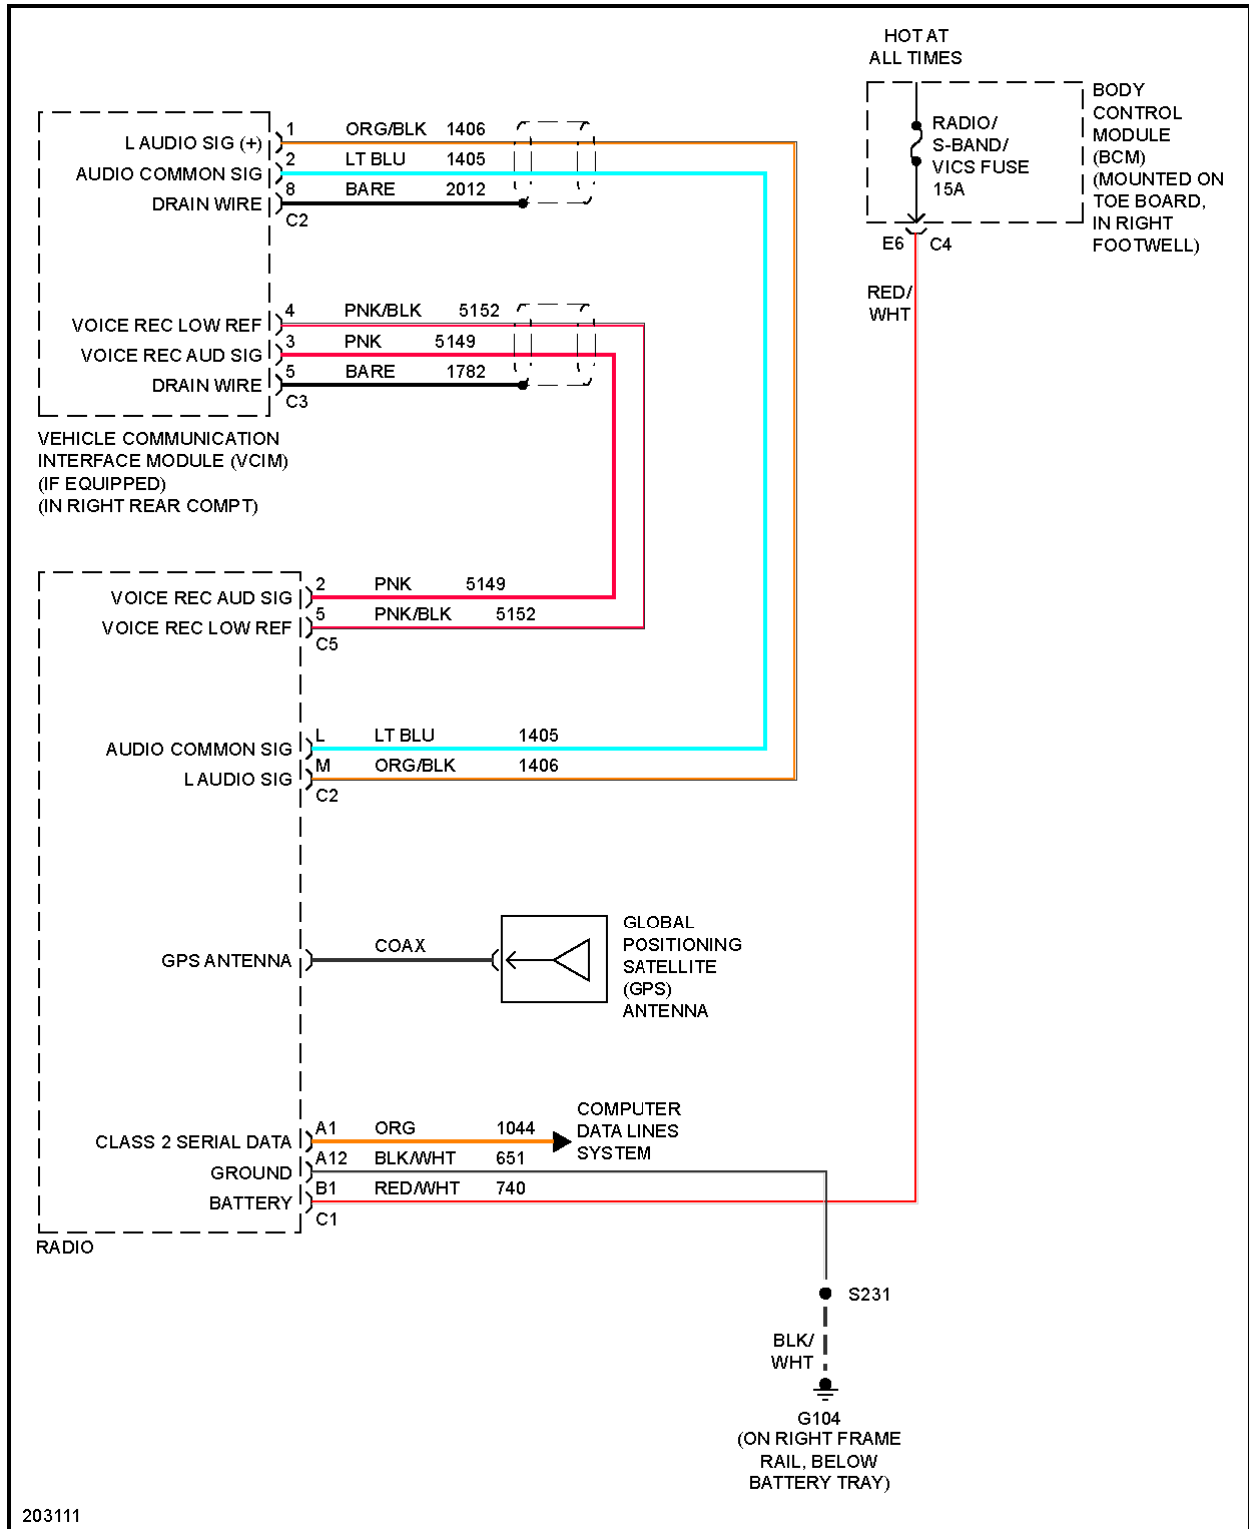 HOT AT
ALL TIMES
BODY
CONTROL
MODULE
(BCM)
(MOUNTED ON
TOE BOARD,
IN RIGHT
FOOTWELL)
RADIO/
S-BAND/
VICS FUSE
15A
E6 C4
RED/
WHT
L AUDIO SIG (+) 1 ORG/BLK 1406
AUDIO COMMON SIG 2 LT BLU 1405
DRAIN WIRE 8 BARE 2012
C2
VOICE REC LOW REF 4 PNK/BLK 5152
VOICE REC AUD SIG 3 PNK 5149
DRAIN WIRE 5 BARE 1782
C3
VEHICLE COMMUNICATION
INTERFACE MODULE (VCIM)
(IF EQUIPPED)
(IN RIGHT REAR COMPT)
VOICE REC AUD SIG 2 PNK 5149
VOICE REC LOW REF 5 PNK/BLK 5152
C5
AUDIO COMMON SIG L LT BLU 1405
L AUDIO SIG M ORG/BLK 1406
C2
GPS ANTENNA COAX
GLOBAL
POSITIONING
SATELLITE
(GPS)
ANTENNA
CLASS 2 SERIAL DATA A1 ORG 1044
COMPUTER
DATA LINES
SYSTEM
GROUND A12 BLK/WHT 651
BATTERY B1 RED/WHT 740
C1
RADIO
S231
BLK/
WHT
G104
(ON RIGHT FRAME
RAIL, BELOW
BATTERY TRAY)
203111